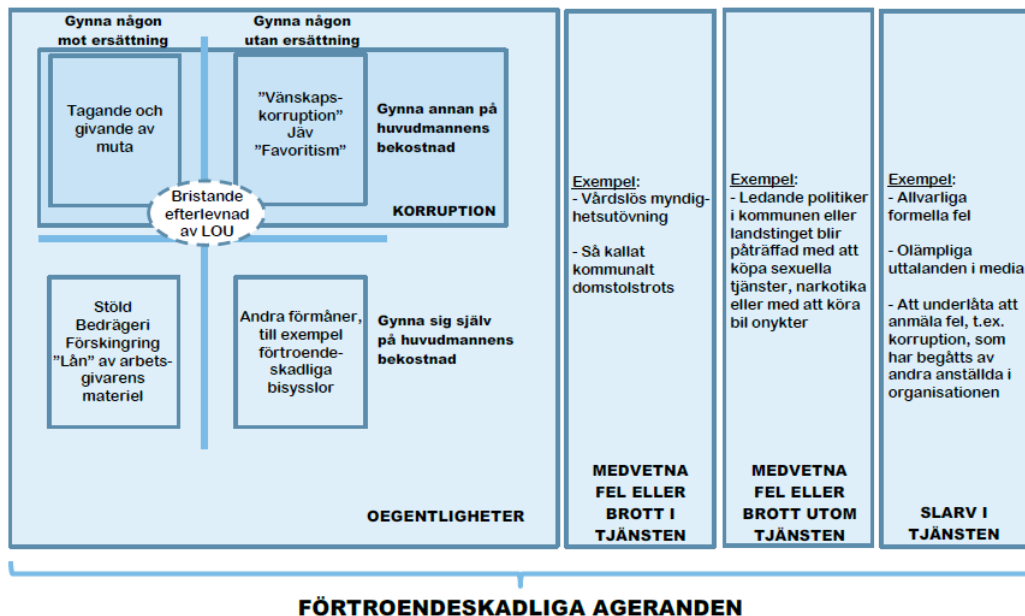 Gynna någon
mot ersättning
Gynna någon
utan ersättning
Tagande och
givande av
muta
"Vänskaps-
korruption"
Jäv
"Favoritism"
Gynna annan på
huvudmannens
bekostnad
Bristande
efterlevnad
av LOU
KORRUPTION
Stöld
Bedrägeri
Förskingring
"Lån" av arbets-
givarens
materiel
Andra förmåner,
till exempel
förtroende-
skadliga
bisysslor
Gynna sig själv
på huvudmannens
bekostnad
OEGENTLIGHETER
Exempel:
- Vårdslös myndig-
hetsutövning
- Så kallat
kommunalt
domstolstrots
MEDVETNA
FEL ELLER
BROTT I
TJÄNSTEN
Exempel:
- Ledande politiker
i kommunen eller
landstinget blir
påträffad med att
köpa sexuella
tjänster, narkotika
eller med att köra
bil onykter
MEDVETNA
FEL ELLER
BROTT UTOM
TJÄNSTEN
Exempel:
- Allvarliga
formella fel
- Olämpliga
uttalanden i media
- Att underlåta att
anmäla fel, t.ex.
korruption, som
har begåtts av
andra anställda i
organisationen
SLARV I
TJÄNSTEN
FÖRTROENDESKADLIGA AGERANDEN